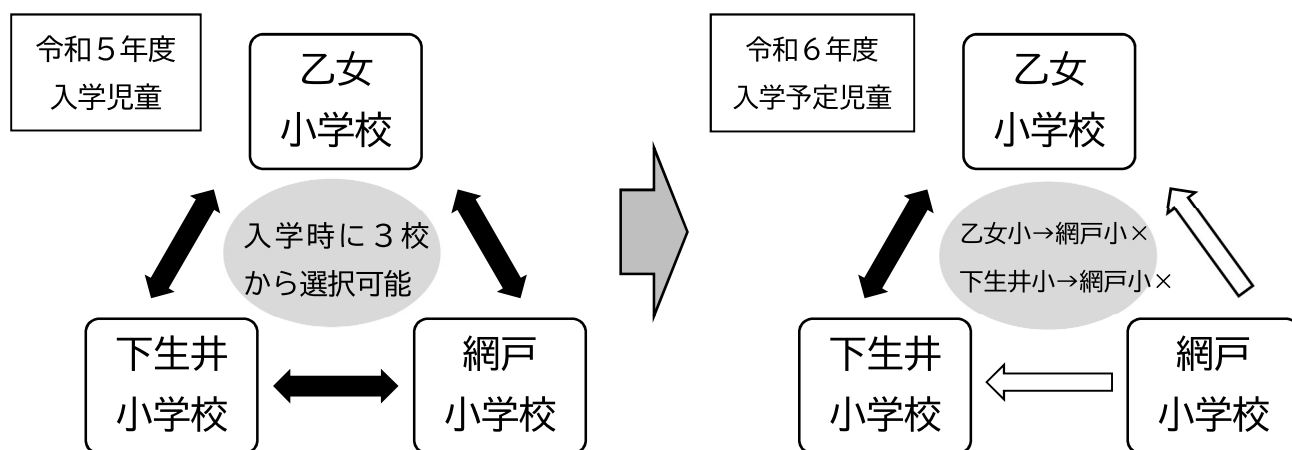 令和５年度
入学児童
乙女
小学校
入学時に３校
から選択可能
下生井
小学校
網戸
小学校
令和６年度
入学予定児童
乙女
小学校
乙女小→網戸小×
下生井小→網戸小×
下生井
小学校
網戸
小学校